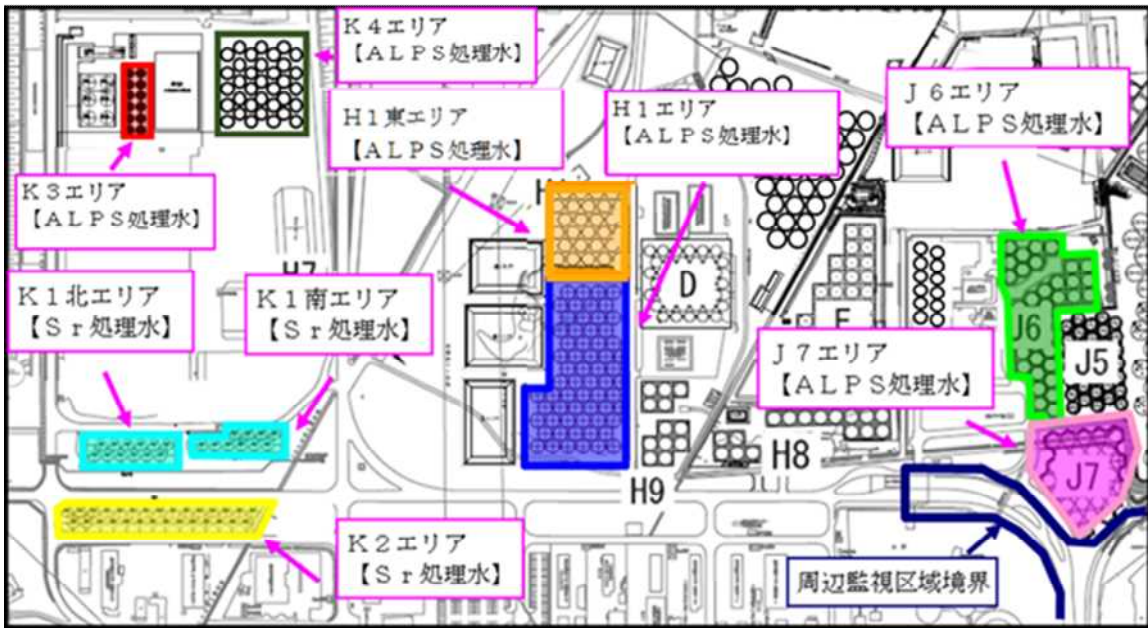 K4エリア
【ALPS処理水】
H1東エリア
【ALPS処理水】
H1エリア
【ALPS処理水】
J6エリア
【ALPS処理水】
K3エリア
【ALPS処理水】
K1北エリア
【Sr処理水】
K1南エリア
【Sr処理水】
H7
D
J6
J5
J7エリア
【ALPS処理水】
H8
J7
H9
K2エリア
【Sr処理水】
周辺監視区域境界